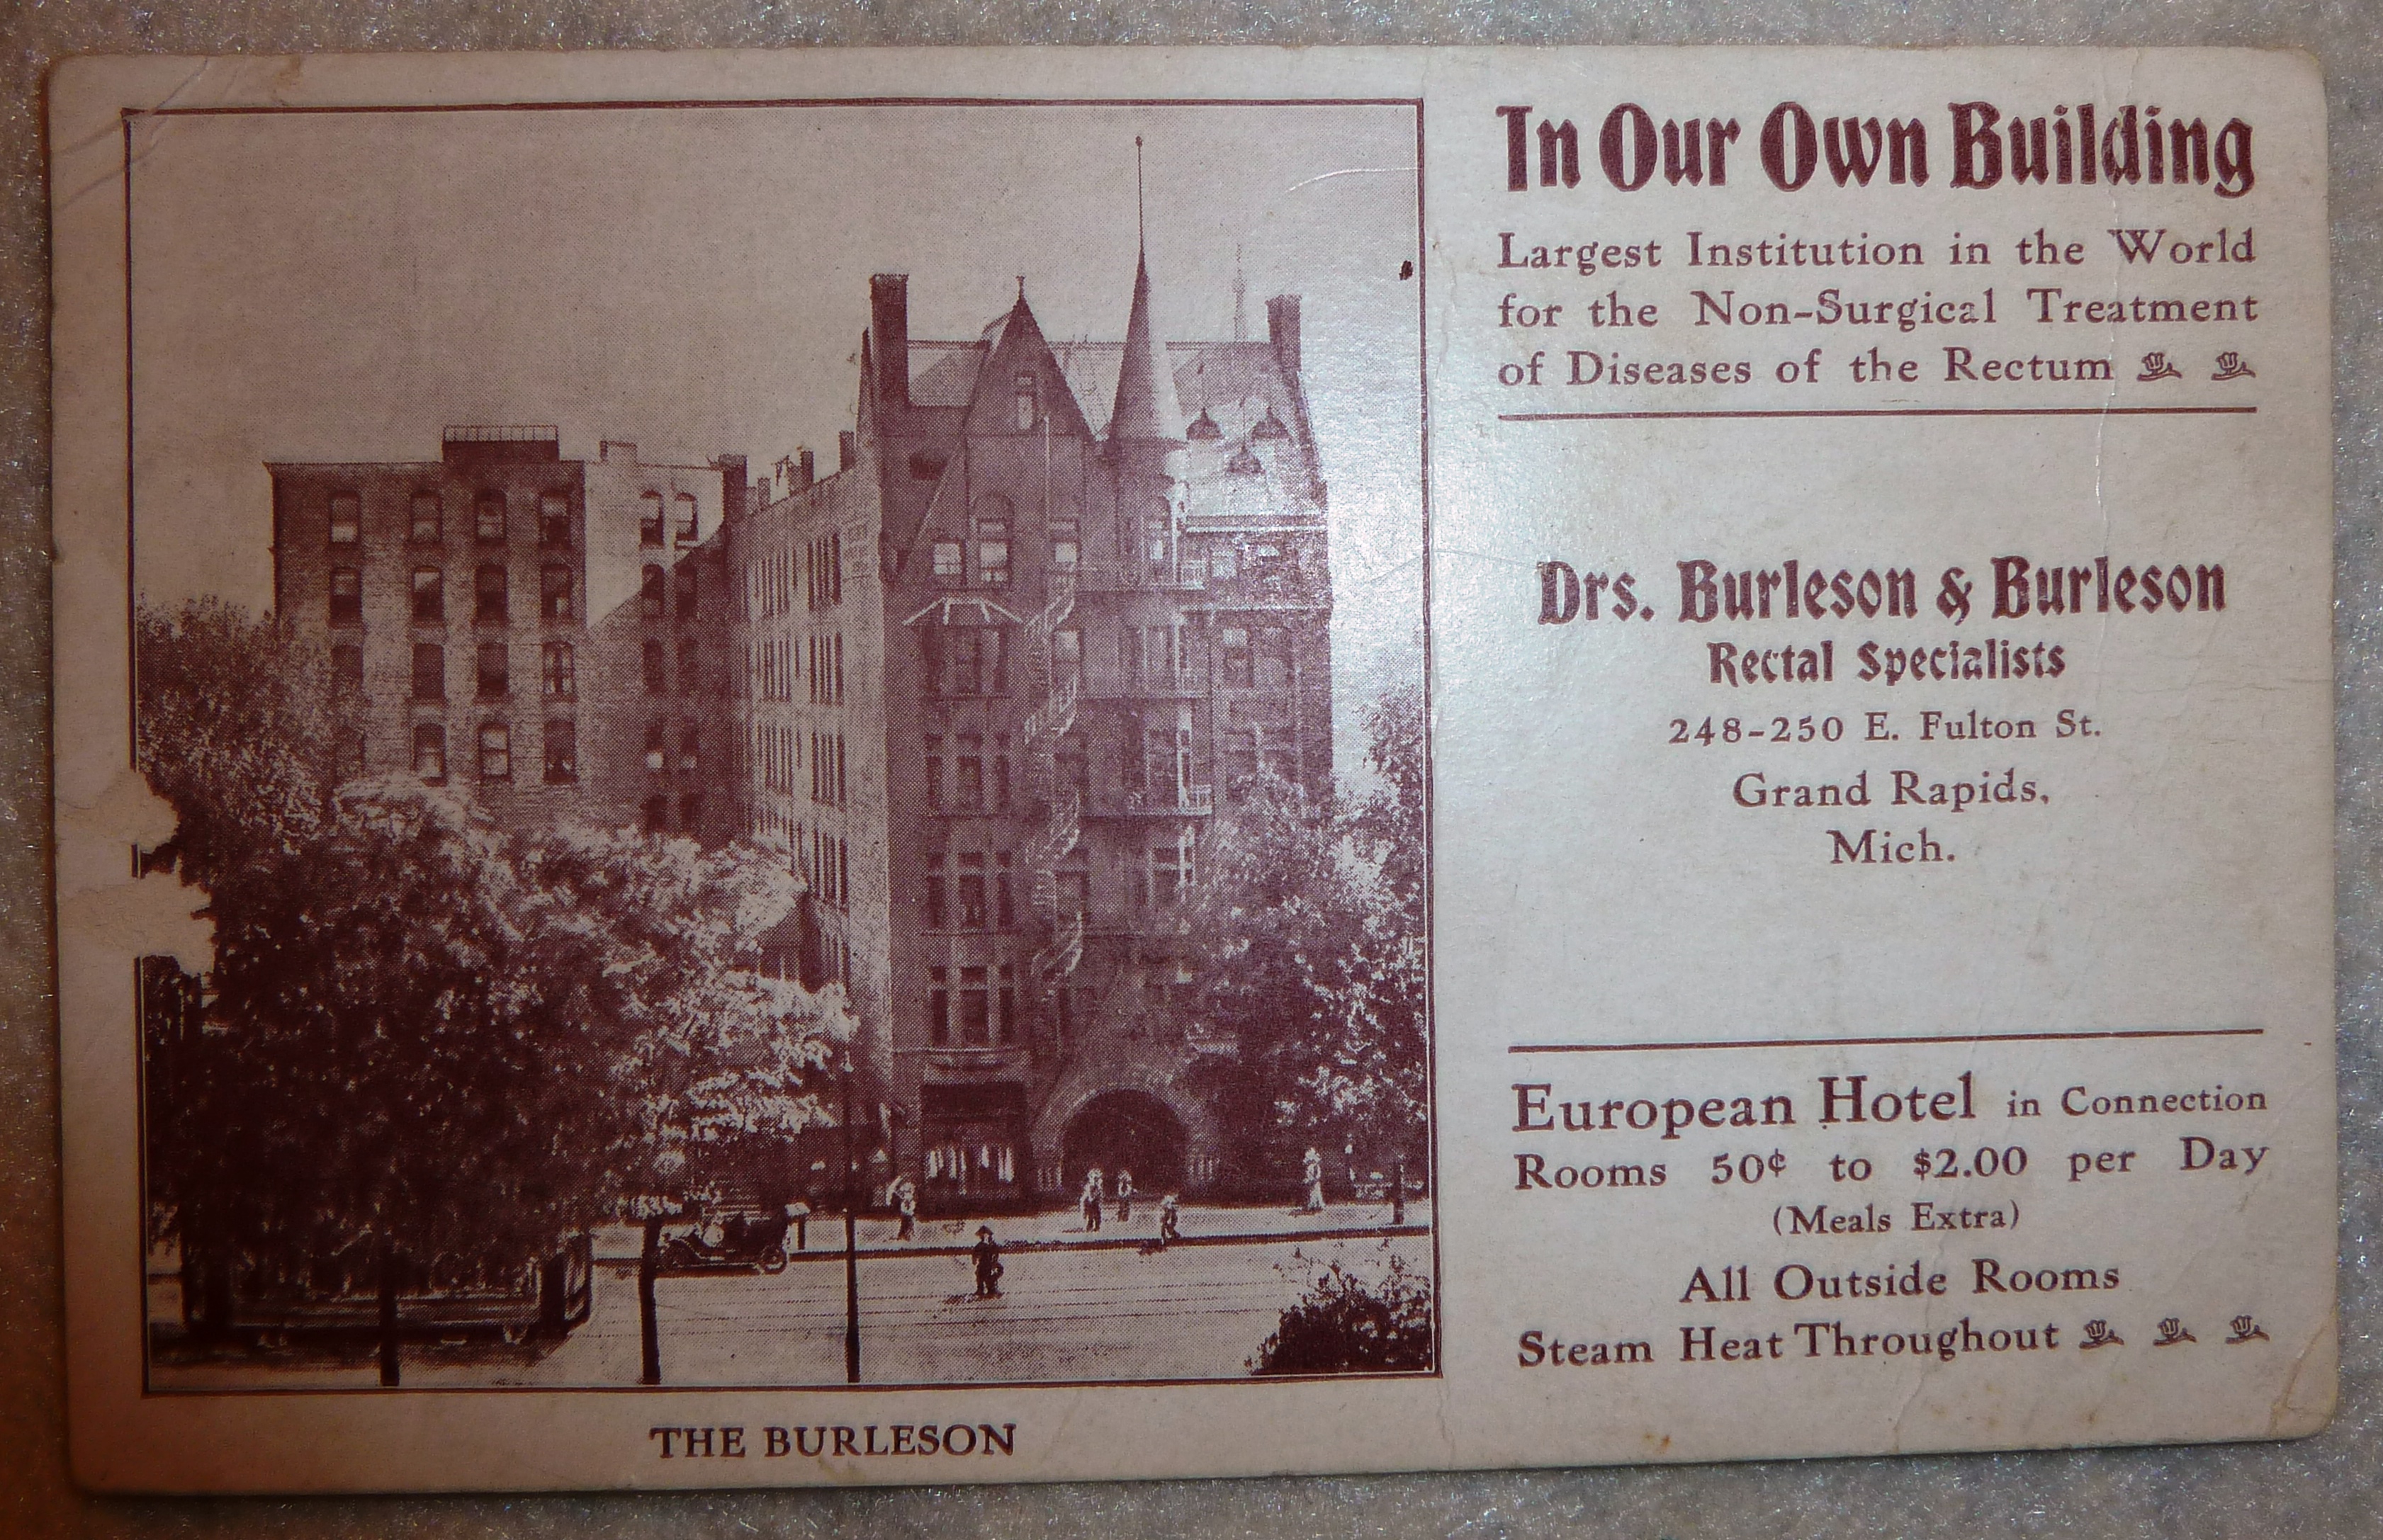 In Our Own Building
Largest Institution in the World
for the Non-Surgical Treatment
of Diseases of the Rectum
Drs. Burleson & Burleson
Rectal Specialists
248-250 E. Fulton St.
Grand Rapids,
Mich.
European Hotel in Connection
Rooms 50¢ to $2.00 per Day
(Meals Extra)
All Outside Rooms
Steam Heat Throughout
THE BURLESON